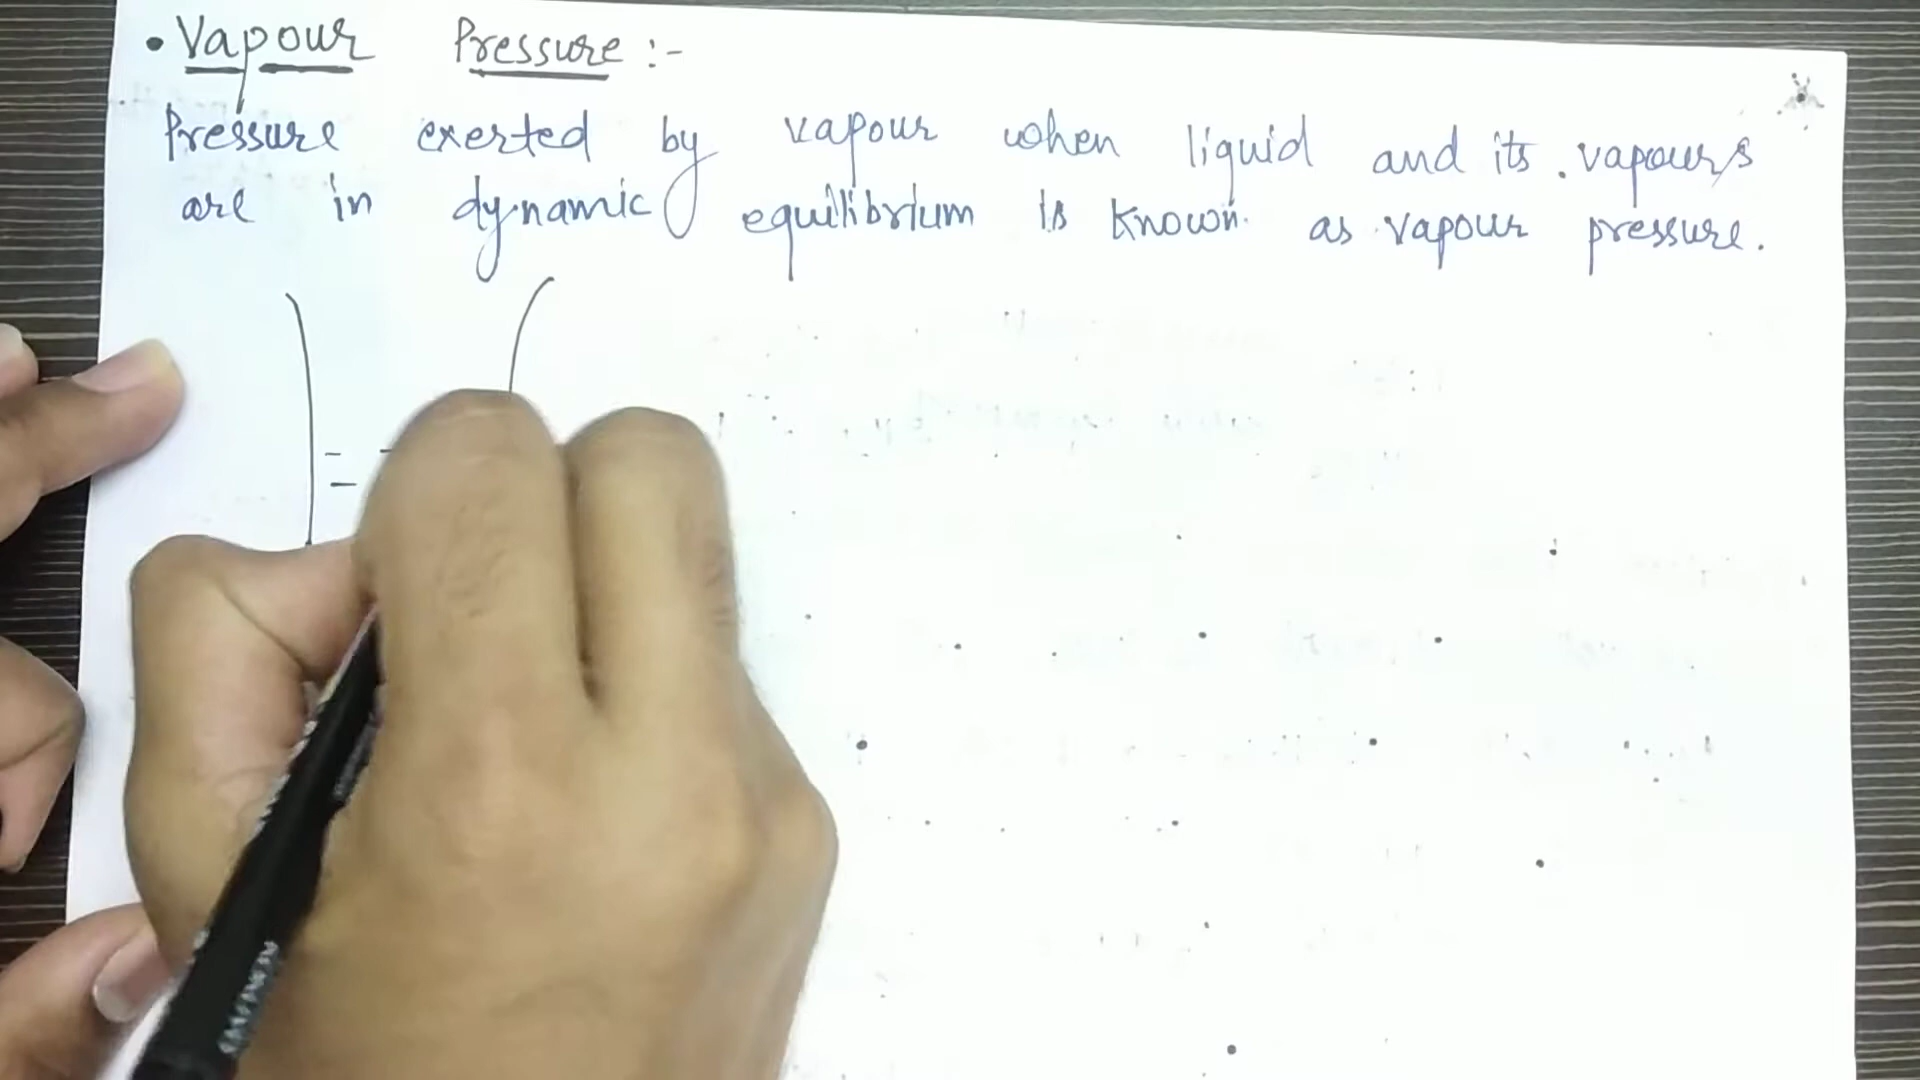 • Vapour Pressure :-
Pressure exerted by vapour when liquid and its vapours
are in dynamic equilibrium is known as vapour pressure.